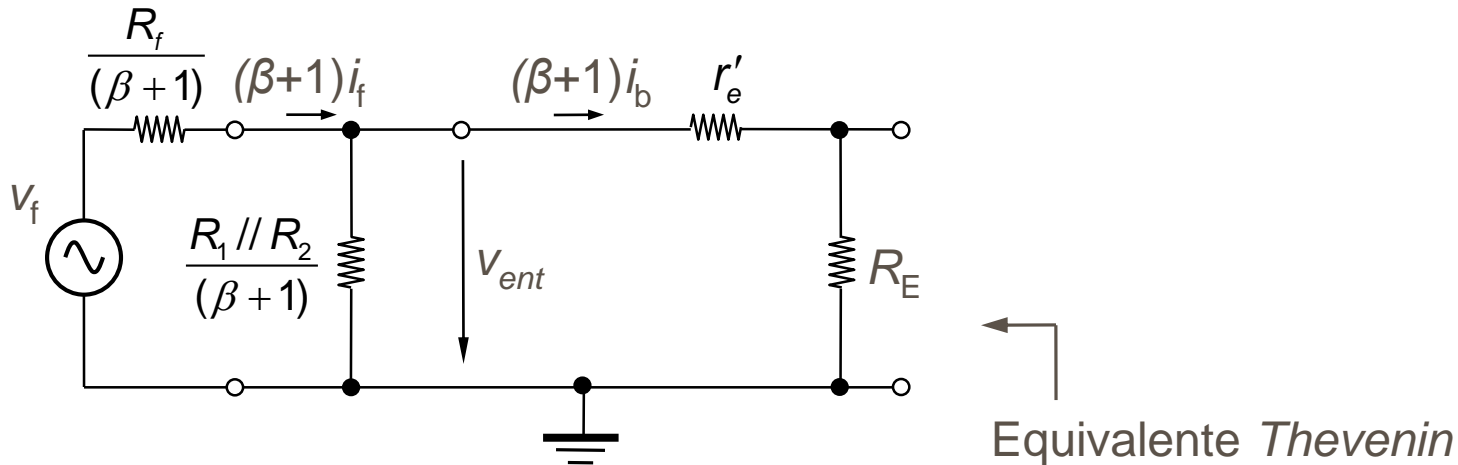 R_f
(β + 1)
(β+1)i_f
(β+1)i_b
r′_e
v_f
R_1 // R_2
(β + 1)
v_ent
R_E
Equivalente Thevenin